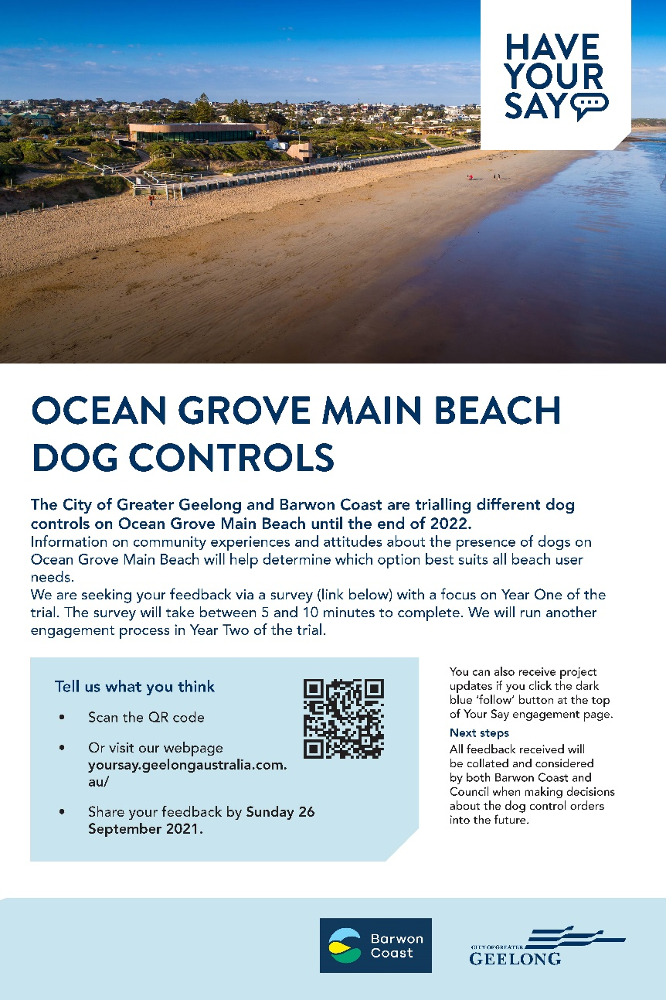 HAVE
YOUR
SAY
OCEAN GROVE MAIN BEACH
DOG CONTROLS
The City of Greater Geelong and Barwon Coast are trialling different dog
controls on Ocean Grove Main Beach until the end of 2022.
Information on community experiences and attitudes about the presence of dogs on
Ocean Grove Main Beach will help determine which option best suits all beach user
needs.
We are seeking your feedback via a survey (link below) with a focus on Year One of the
trial. The survey will take between 5 and 10 minutes to complete. We will run another
engagement process in Year Two of the trial.
Tell us what you think
• Scan the QR code
• Or visit our webpage
yoursay.geelongaustralia.com.
au/
• Share your feedback by Sunday 26
September 2021.
You can also receive project
updates if you click the dark
blue ‘follow’ button at the top
of Your Say engagement page.
Next steps
All feedback received will
be collated and considered
by both Barwon Coast and
Council when making decisions
about the dog control orders
into the future.
Barwon
Coast
CITY OF GREATER
GEELONG